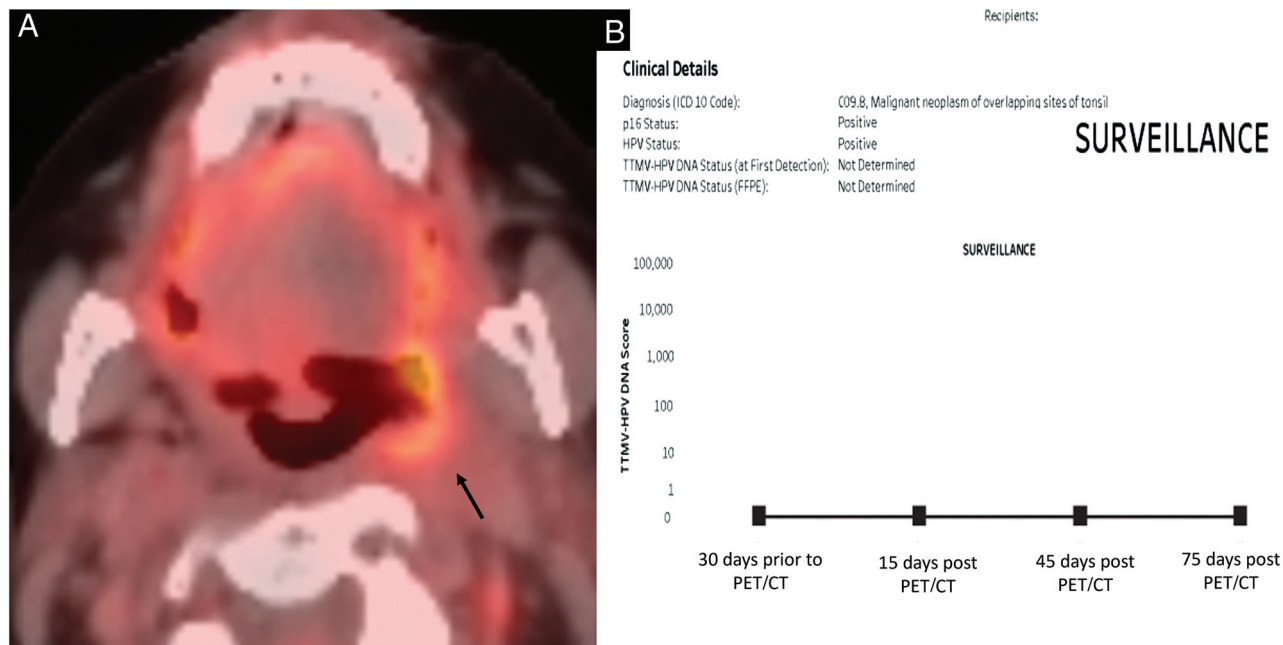 A
B
Recipients:
Clinical Details
Diagnosis (ICD 10 Code): C09.8, Malignant neoplasm of overlapping sites of tonsil
p16 Status: Positive
HPV Status: Positive
TTMV-HPV DNA Status (at First Detection): Not Determined
TTMV-HPV DNA Status (FFPE): Not Determined
SURVEILLANCE
SURVEILLANCE
TTMV-HPV DNA Score
100,000
10,000
1,000
100
10
1
0
30 days prior to PET/CT
15 days post PET/CT
45 days post PET/CT
75 days post PET/CT